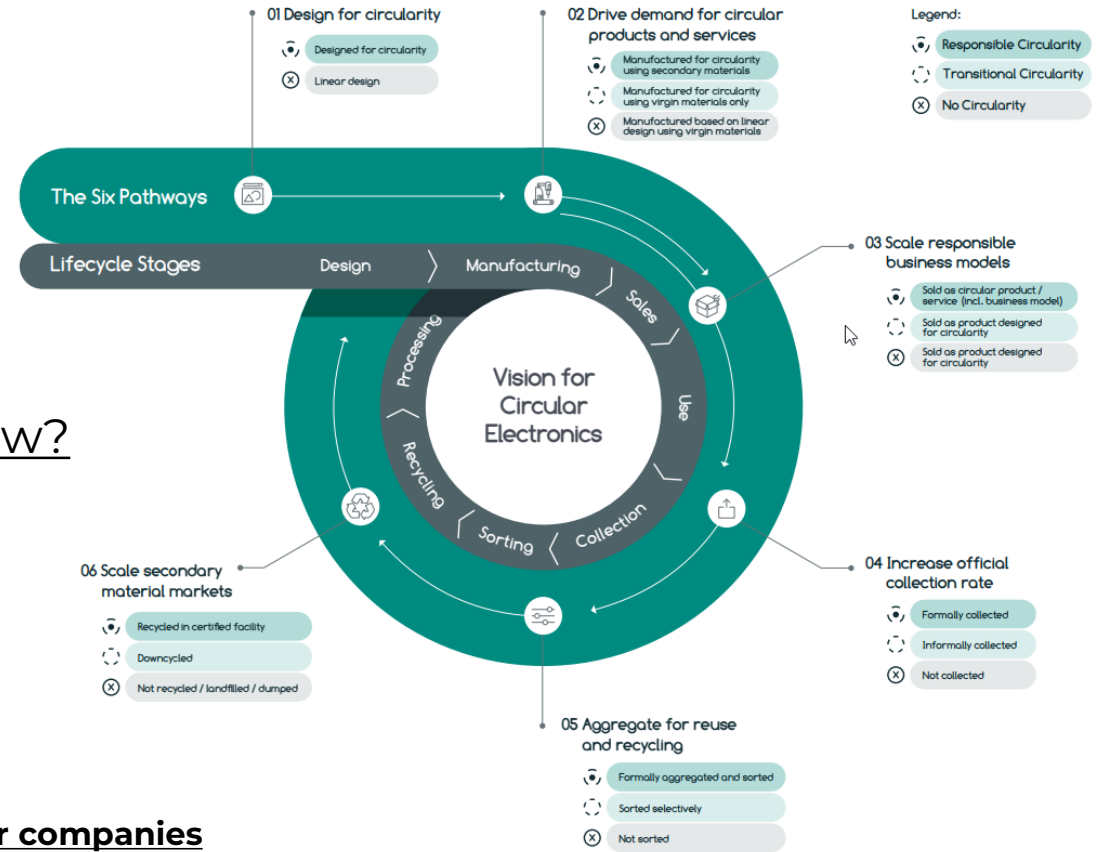 01 Design for circularity
Designed for circularity
Linear design
02 Drive demand for circular
products and services
Manufactured for circularity
using secondary materials
Manufactured for circularity
using virgin materials only
Manufactured based on linear
design using virgin materials
Legend:
Responsible Circularity
Transitional Circularity
No Circularity
The Six Pathways
Lifecycle Stages
Design
Manufacturing
Sales
Use
Collection
Sorting
Recycling
Processing
Vision for
Circular
Electronics
03 Scale responsible
business models
Sold as circular product /
service (incl. business model)
Sold as product designed
for circularity
Sold as product designed
for circularity
w?
04 Increase official
collection rate
Formally collected
Informally collected
Not collected
06 Scale secondary
material markets
Recycled in certified facility
Downcycled
Not recycled / landfilled / dumped
05 Aggregate for reuse
and recycling
Formally aggregated and sorted
Sorted selectively
Not sorted
r companies